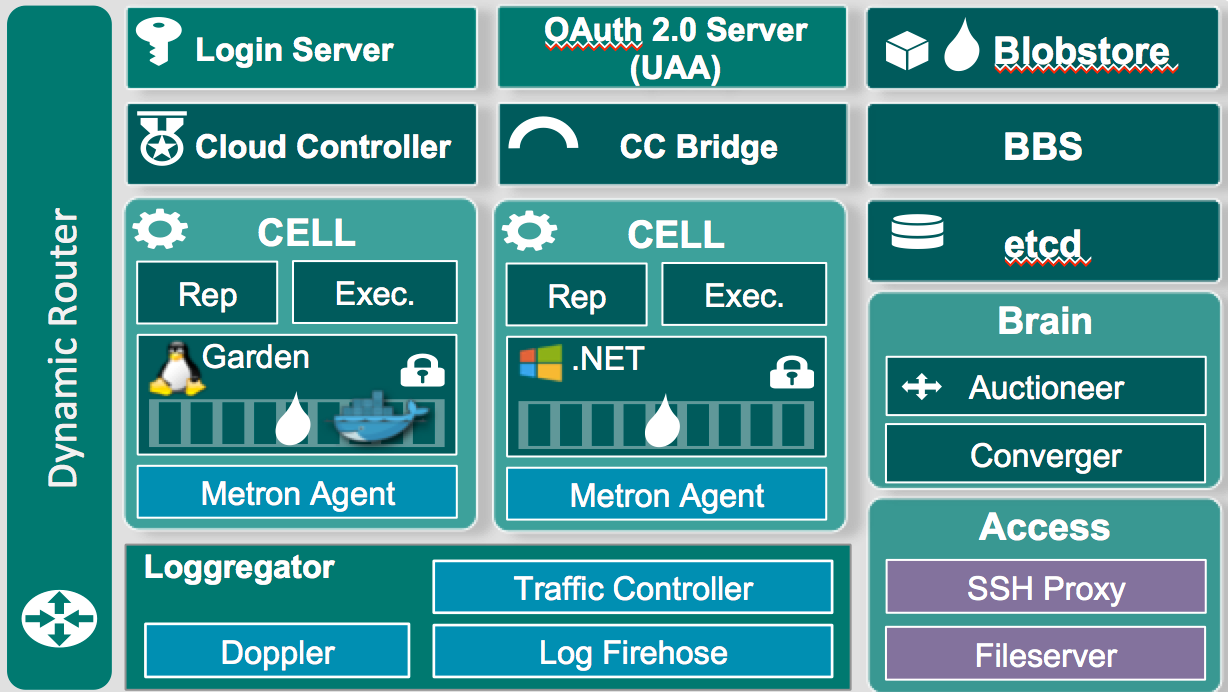 Dynamic Router
Login Server
OAuth 2.0 Server
(UAA)
Blobstore
Cloud Controller
CC Bridge
BBS
CELL
Rep
Exec.
Garden
Metron Agent
CELL
Rep
Exec.
.NET
Metron Agent
etcd
Brain
Auctioneer
Converger
Loggregator
Traffic Controller
Doppler
Log Firehose
Access
SSH Proxy
Fileserver